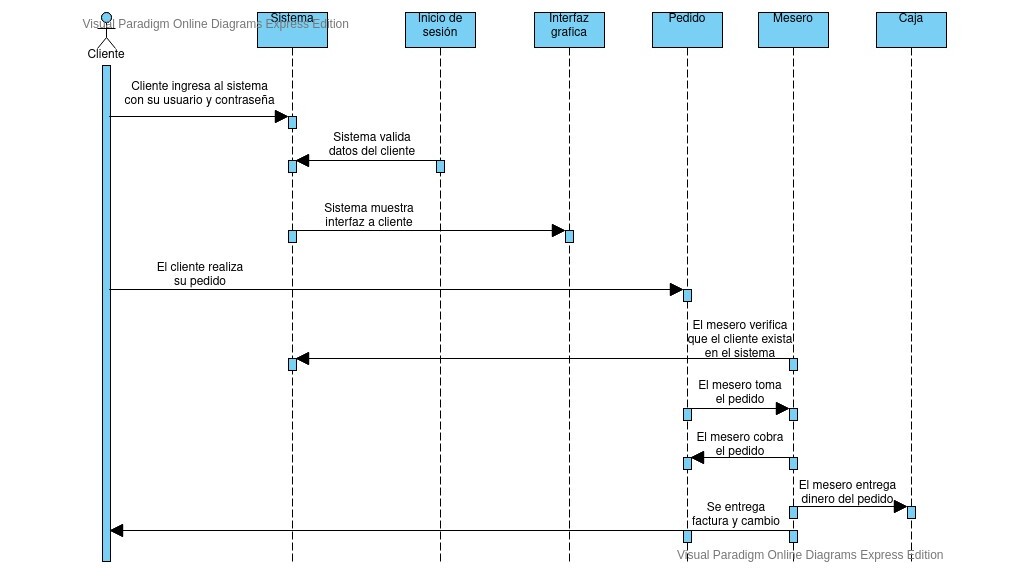 Visual Paradigm Online Diagrams Express Edition
Cliente
Sistema
Inicio de
sesión
Interfaz
grafica
Pedido
Mesero
Caja
Cliente ingresa al sistema
con su usuario y contraseña
Sistema valida
datos del cliente
Sistema muestra
interfaz a cliente
El cliente realiza
su pedido
El mesero verifica
que el cliente exista
en el sistema
El mesero toma
el pedido
El mesero cobra
el pedido
El mesero entrega
dinero del pedido
Se entrega
factura y cambio
Visual Paradigm Online Diagrams Express Edition